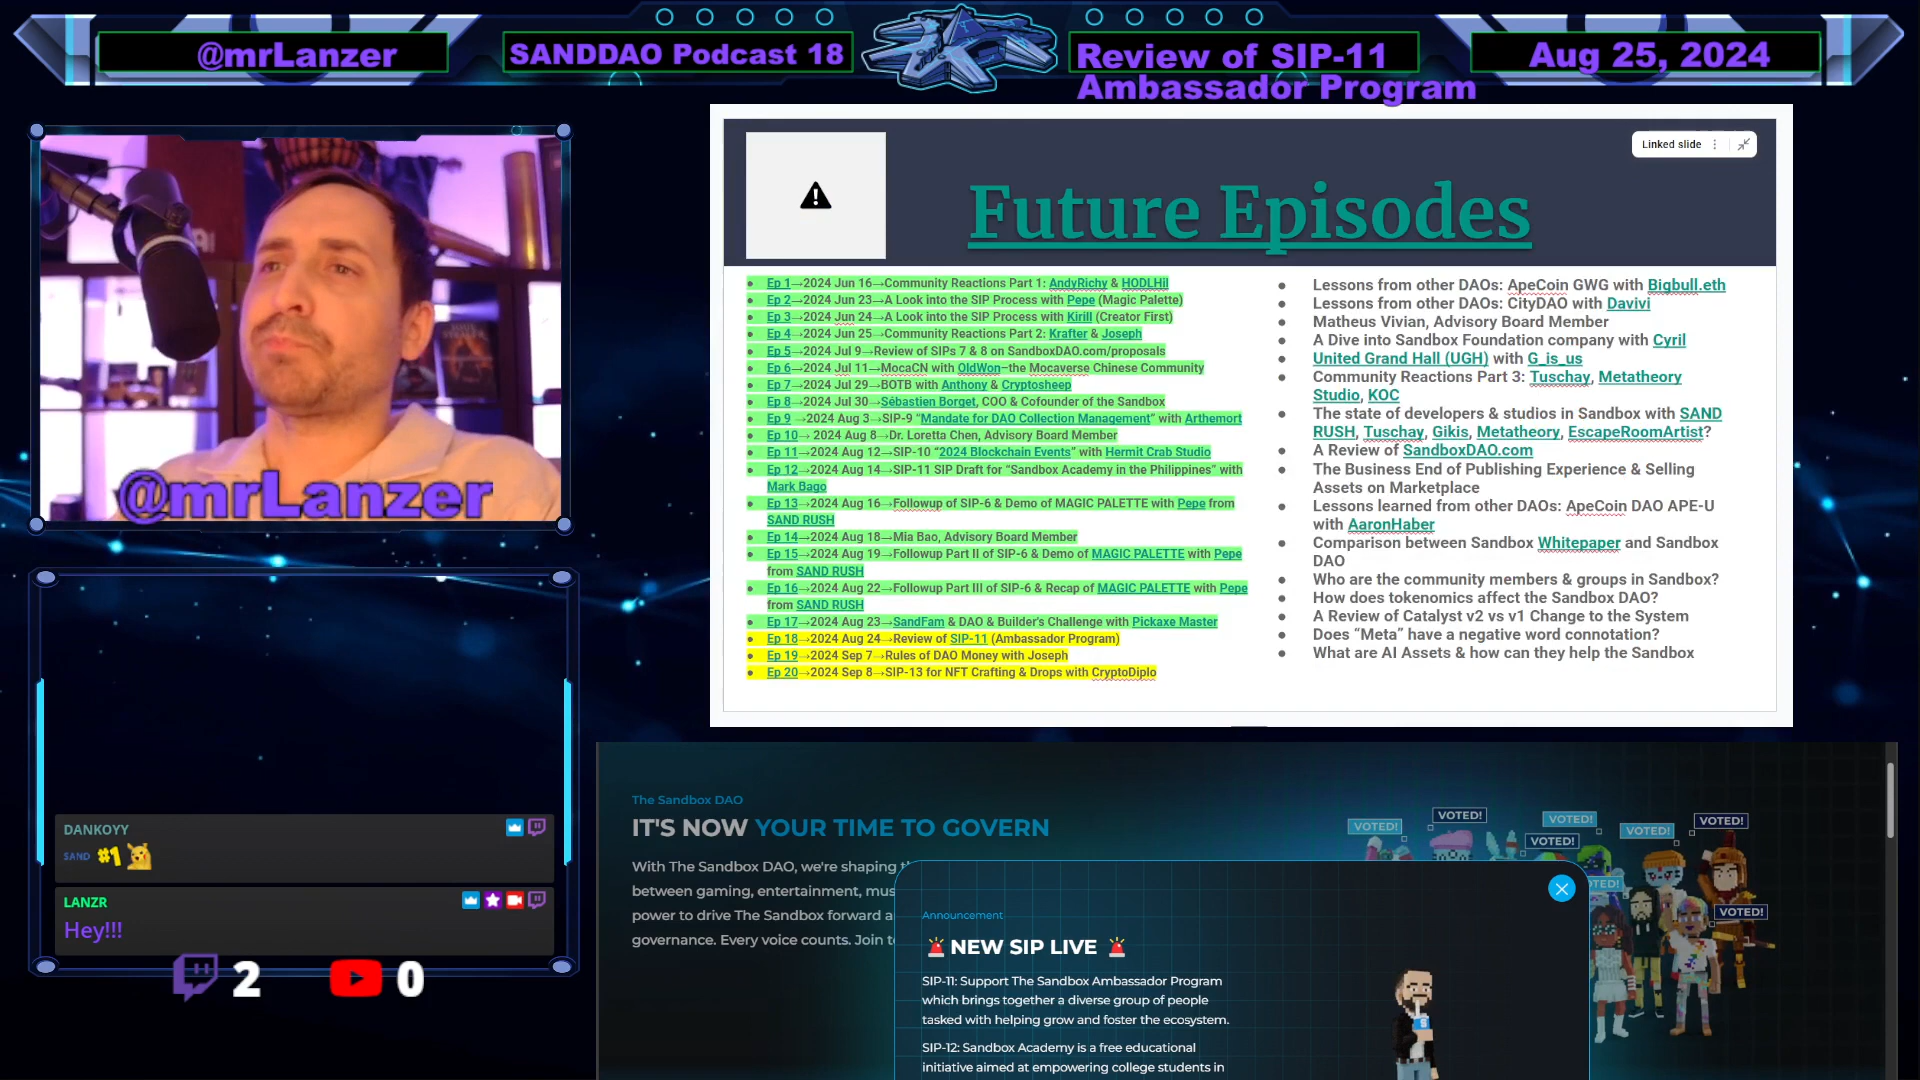 @mrLanzer
SANDDAO Podcast 18
Review of SIP-11
Ambassador Program
Aug 25, 2024
Linked slide
Future Episodes
Ep 1→2024 Jun 16→Community Reactions Part 1: AndyRichy & HODLHil
Ep 2→2024 Jun 23→A Look into the SIP Process with Pepe (Magic Palette)
Ep 3→2024 Jun 24→A Look into the SIP Process with Kirill (Creator First)
Ep 4→2024 Jun 25→Community Reactions Part 2: Krafter & Joseph
Ep 5→2024 Jul 9→Review of SIPs 7 & 8 on SandboxDAO.com/proposals
Ep 6→2024 Jul 11→MocaCN with OldWon–the Mocaverse Chinese Community
Ep 7→2024 Jul 29→BOTB with Anthony & Cryptosheep
Ep 8→2024 Jul 30→Sébastien Borget, COO & Cofounder of the Sandbox
Ep 9 →2024 Aug 3→SIP-9 “Mandate for DAO Collection Management” with Arthemort
Ep 10→ 2024 Aug 8→Dr. Loretta Chen, Advisory Board Member
Ep 11→2024 Aug 12→SIP-10 “2024 Blockchain Events” with Hermit Crab Studio
Ep 12→2024 Aug 14→SIP-11 SIP Draft for “Sandbox Academy in the Philippines” with
Mark Bago
Ep 13→2024 Aug 16→Followup of SIP-6 & Demo of MAGIC PALETTE with Pepe from
SAND RUSH
Ep 14→2024 Aug 18→Mia Bao, Advisory Board Member
Ep 15→2024 Aug 19→Followup Part II of SIP-6 & Demo of MAGIC PALETTE with Pepe
from SAND RUSH
Ep 16→2024 Aug 22→Followup Part III of SIP-6 & Recap of MAGIC PALETTE with Pepe
from SAND RUSH
Ep 17→2024 Aug 23→SandFam & DAO & Builder's Challenge with Pickaxe Master
Ep 18→2024 Aug 24→Review of SIP-11 (Ambassador Program)
Ep 19→2024 Sep 7→Rules of DAO Money with Joseph
Ep 20→2024 Sep 8→SIP-13 for NFT Crafting & Drops with CryptoDiplo
Lessons from other DAOs: ApeCoin GWG with Bigbull.eth
Lessons from other DAOs: CityDAO with Davivi
Matheus Vivian, Advisory Board Member
A Dive into Sandbox Foundation company with Cyril
United Grand Hall (UGH) with G_is_us
Community Reactions Part 3: Tuschay, Metatheory
Studio, KOC
The state of developers & studios in Sandbox with SAND
RUSH, Tuschay, Gikis, Metatheory, EscapeRoomArtist?
A Review of SandboxDAO.com
The Business End of Publishing Experience & Selling
Assets on Marketplace
Lessons learned from other DAOs: ApeCoin DAO APE-U
with AaronHaber
Comparison between Sandbox Whitepaper and Sandbox
DAO
Who are the community members & groups in Sandbox?
How does tokenomics affect the Sandbox DAO?
A Review of Catalyst v2 vs v1 Change to the System
Does “Meta” have a negative word connotation?
What are AI Assets & how can they help the Sandbox
@mrLanzer
DANKOYY
SAND #1
LANZR
Hey!!!
2
0
The Sandbox DAO
IT'S NOW YOUR TIME TO GOVERN
With The Sandbox DAO, we're shaping
between gaming, entertainment, mus
power to drive The Sandbox forward a
governance. Every voice counts. Join t
VOTED!
VOTED!
VOTED!
VOTED!
VOTED!
VOTED!
VOTED!
Announcement
🚨 NEW SIP LIVE 🚨
SIP-11: Support The Sandbox Ambassador Program
which brings together a diverse group of people
tasked with helping grow and foster the ecosystem.
SIP-12: Sandbox Academy is a free educational
initiative aimed at empowering college students in